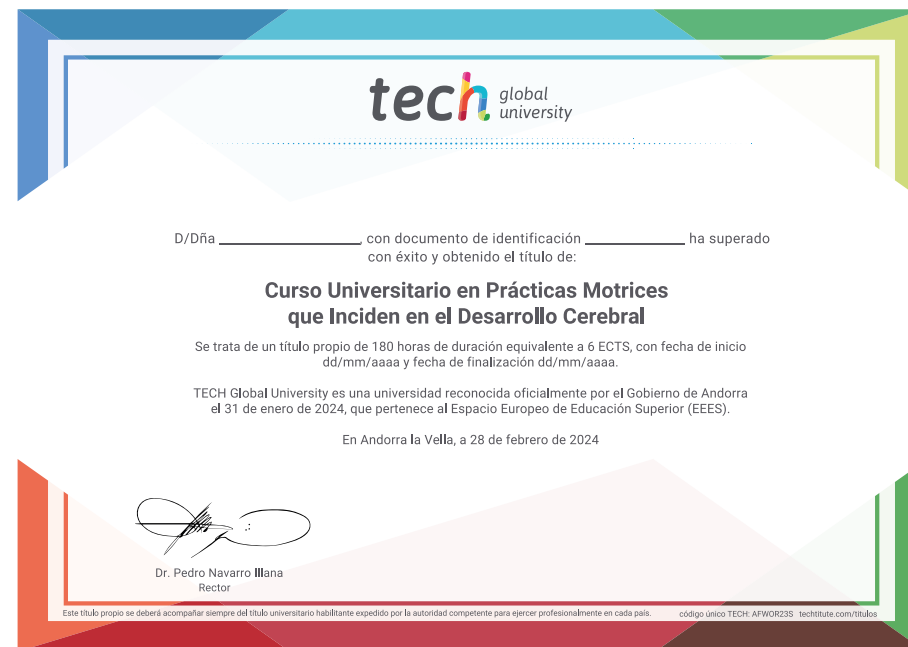 tech global university
D/Dña ____________________, con documento de identificación ______________ ha superado
con éxito y obtenido el título de:
Curso Universitario en Prácticas Motrices
que Inciden en el Desarrollo Cerebral
Se trata de un título propio de 180 horas de duración equivalente a 6 ECTS, con fecha de inicio
dd/mm/aaaa y fecha de finalización dd/mm/aaaa.
TECH Global University es una universidad reconocida oficialmente por el Gobierno de Andorra
el 31 de enero de 2024, que pertenece al Espacio Europeo de Educación Superior (EEES).
En Andorra la Vella, a 28 de febrero de 2024
Dr. Pedro Navarro Illana
Rector
Este título propio se deberá acompañar siempre del título universitario habilitante expedido por la autoridad competente para ejercer profesionalmente en cada país. código único TECH: AFWOR23S techtitute.com/titulos